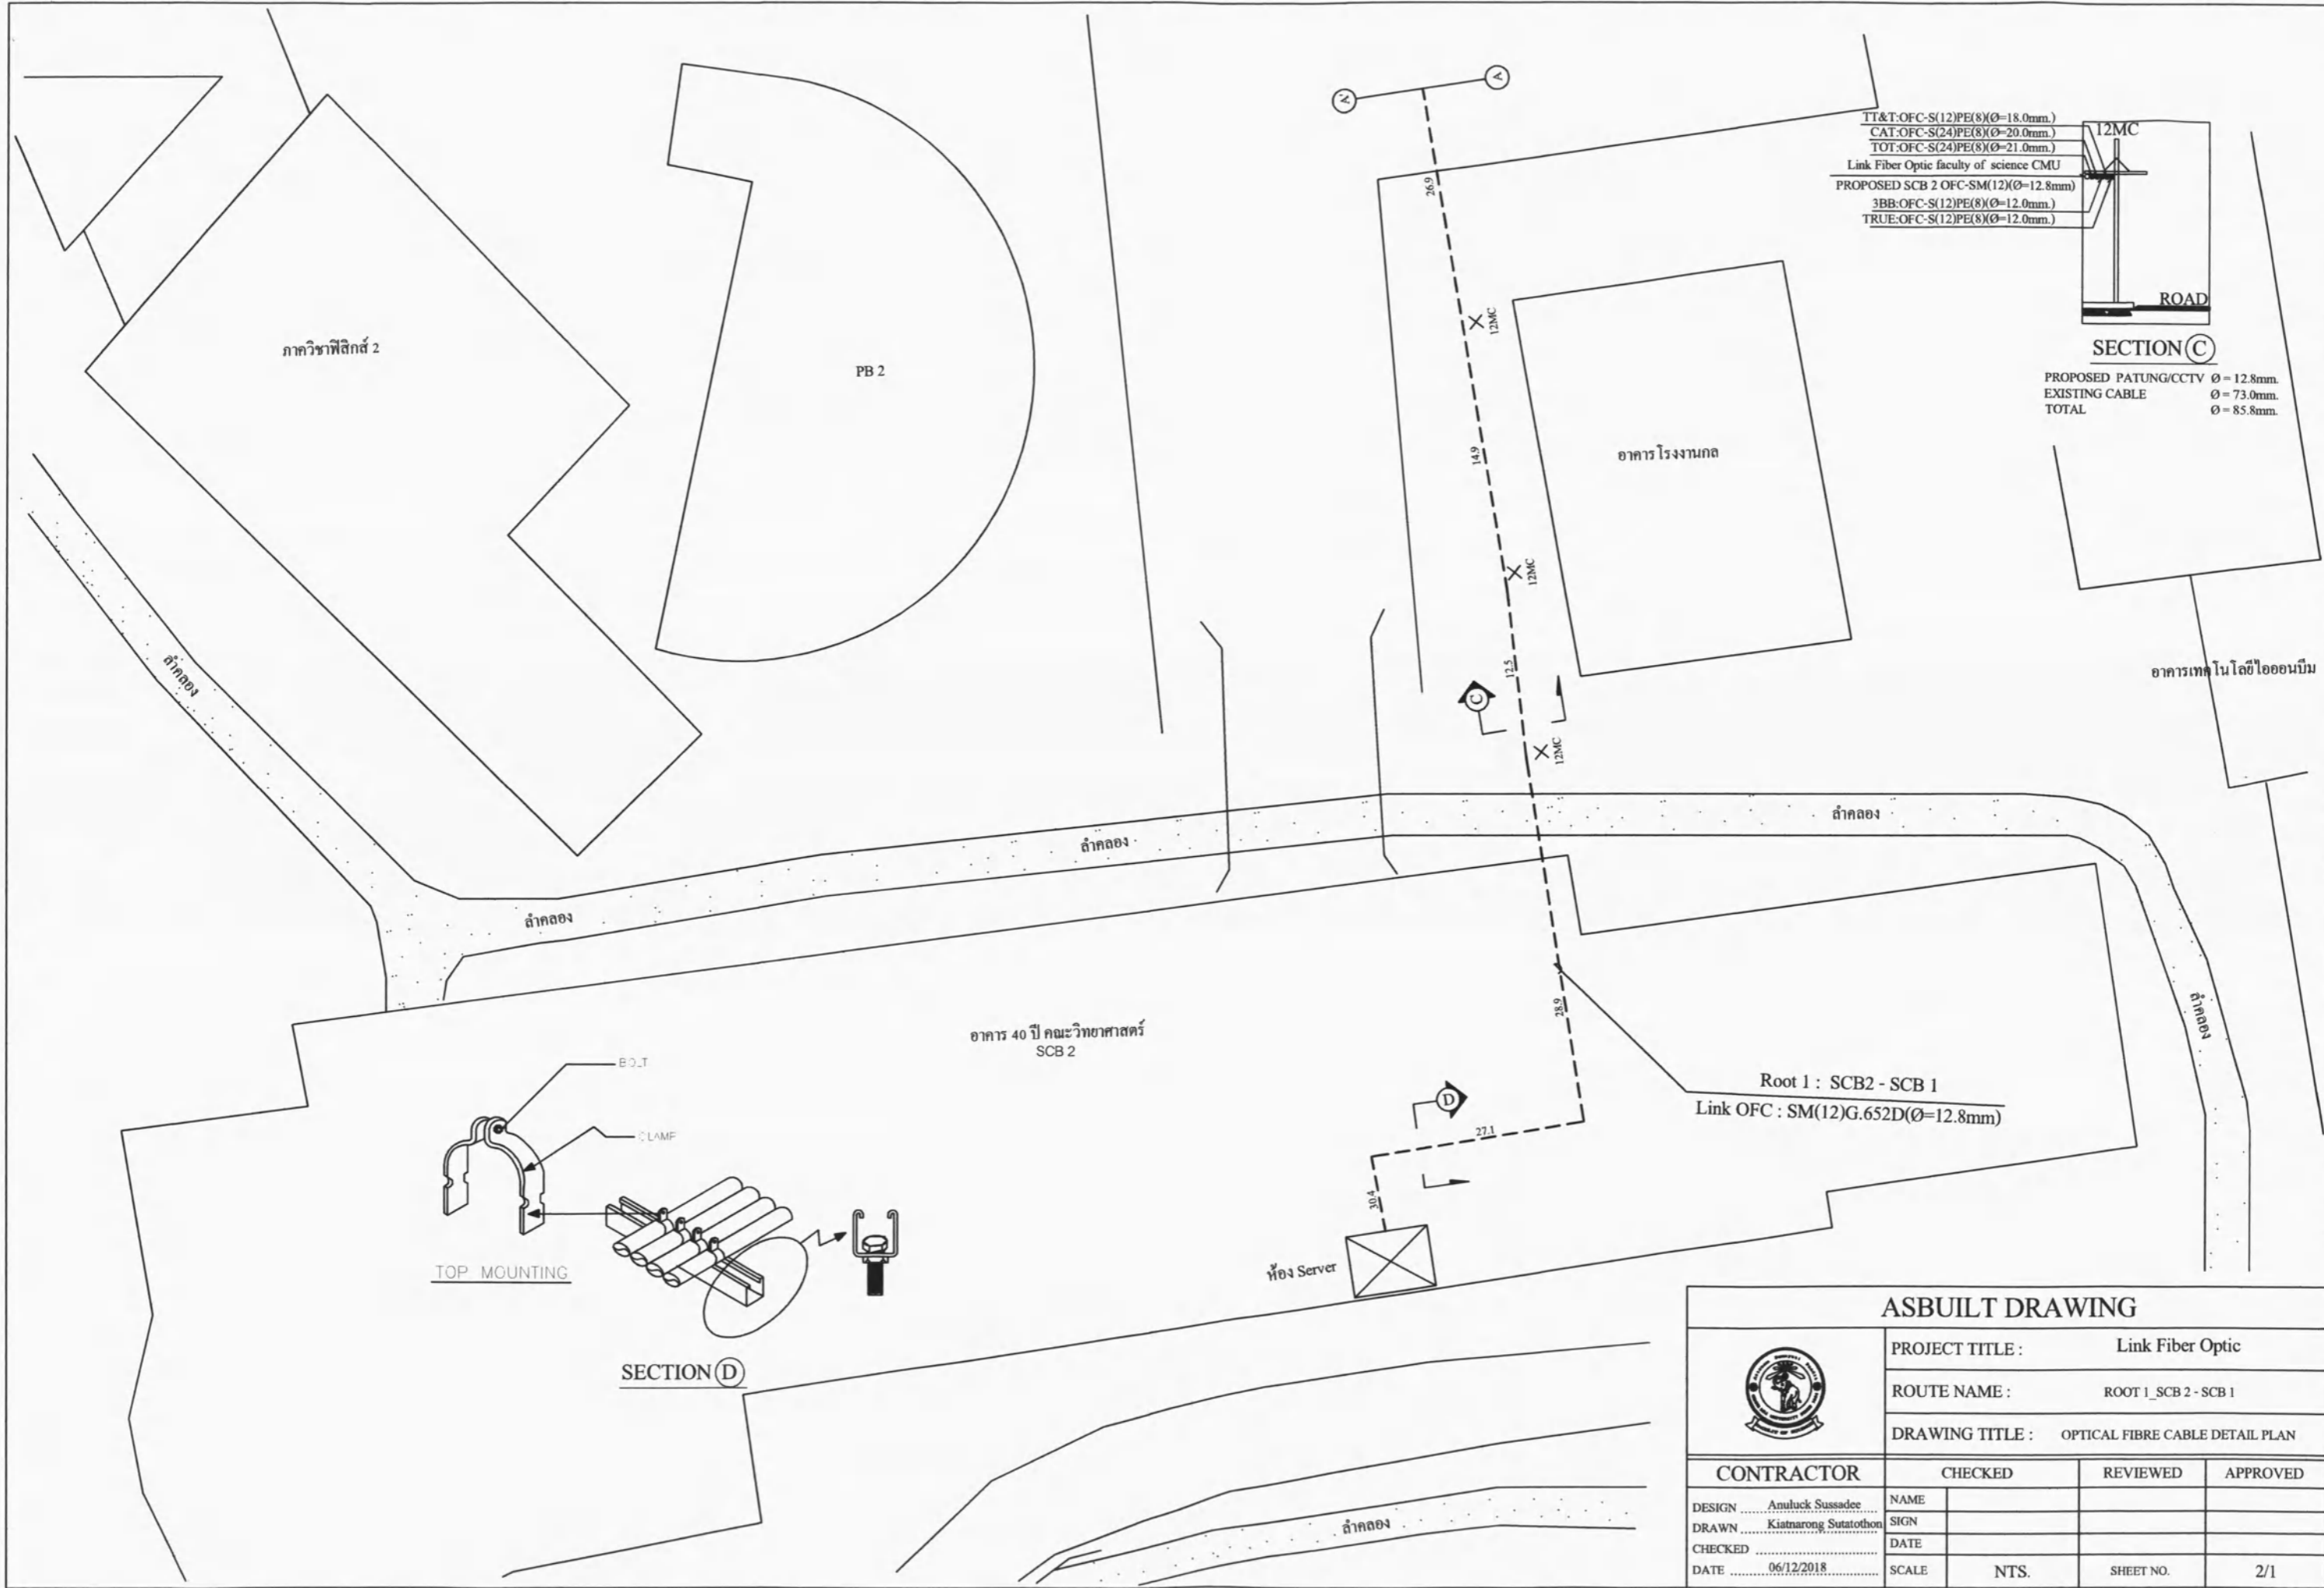 A'
A
26.9
12MC
14.9
12MC
12.5
C
12MC
28.9
D
27.1
30.4
ภาควิชาฟิสิกส์ 2
PB 2
อาคารโรงงานกล
อาคารเทคโนโลยีไอออนบีม
TT&T:OFC-S(12)PE(8)(Ø=18.0mm.)
CAT:OFC-S(24)PE(8)(Ø=20.0mm.)
TOT:OFC-S(24)PE(8)(Ø=21.0mm.)
Link Fiber Optic faculty of science CMU
PROPOSED SCB 2 OFC-SM(12)(Ø=12.8mm)
3BB:OFC-S(12)PE(8)(Ø=12.0mm.)
TRUE:OFC-S(12)PE(8)(Ø=12.0mm.)
12MC
ROAD
SECTION C
PROPOSED PATUNG/CCTV Ø = 12.8mm.
EXISTING CABLE Ø = 73.0mm.
TOTAL Ø = 85.8mm.
ลำคลอง
ลำคลอง
ลำคลอง
ลำคลอง
ลำคลอง
ลำคลอง
อาคาร 40 ปี คณะวิทยาศาสตร์
SCB 2
Root 1 : SCB2 - SCB 1
Link OFC : SM(12)G.652D(Ø=12.8mm)
ห้อง Server
BOLT
CLAMP
TOP MOUNTING
SECTION D
ASBUILT DRAWING
PROJECT TITLE : Link Fiber Optic
ROUTE NAME : ROOT 1_SCB 2 - SCB 1
DRAWING TITLE : OPTICAL FIBRE CABLE DETAIL PLAN
CONTRACTOR CHECKED REVIEWED APPROVED
DESIGN Anuluck Sussadee NAME
DRAWN Kiatnarong Sutatothon SIGN
CHECKED DATE
DATE 06/12/2018 SCALE NTS. SHEET NO. 2/1